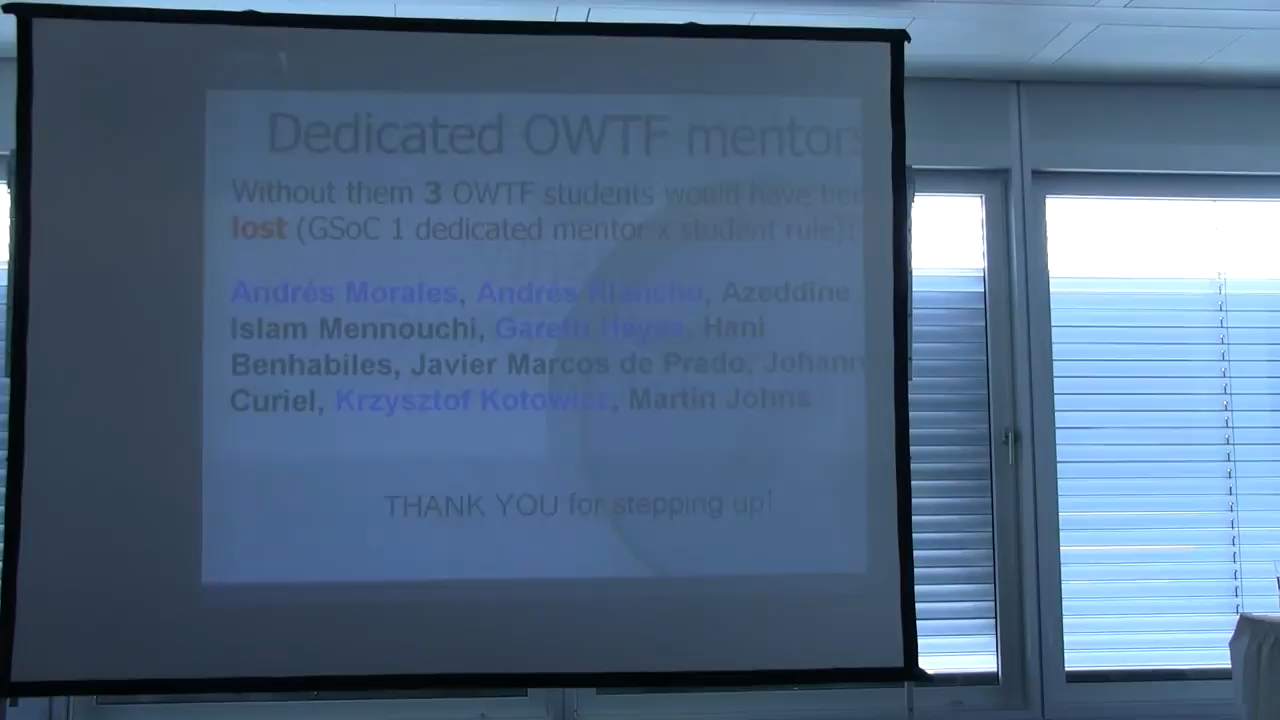 Dedicated OWTF mentors
Without them 3 OWTF students would have
lost (GSoC 1 dedicated mentor x student rule)!
Andrés Morales, Andrés Riancho, Azeddine
Islam Mennouchi, Gareth Heyes, Hani
Benhabiles, Javier Marcos de Prado, Johann
Curiel, Krzysztof Kotowicz, Martin Johns
THANK YOU for stepping up!